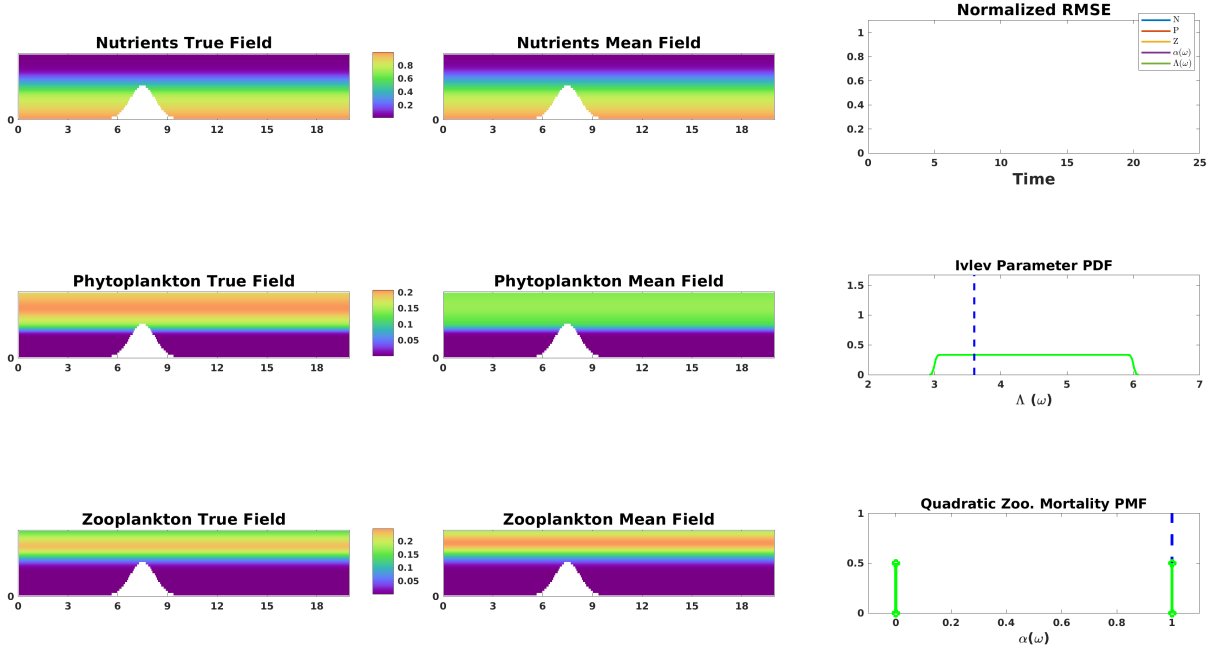 Nutrients True Field
0.8
0.6
0.4
0.2
0
0 3 6 9 12 15 18
Nutrients Mean Field
0
0 3 6 9 12 15 18
Normalized RMSE
N
P
Z
α(ω)
Λ(ω)
1
0.8
0.6
0.4
0.2
0
0 5 10 15 20 25
Time
Phytoplankton True Field
0.2
0.15
0.1
0.05
0
0 3 6 9 12 15 18
Phytoplankton Mean Field
0
0 3 6 9 12 15 18
Ivlev Parameter PDF
1.5
1
0.5
0
2 3 4 5 6 7
Λ (ω)
Zooplankton True Field
0.2
0.15
0.1
0.05
0
0 3 6 9 12 15 18
Zooplankton Mean Field
0
0 3 6 9 12 15 18
Quadratic Zoo. Mortality PMF
1
0.5
0
0 0.2 0.4 0.6 0.8 1
α(ω)